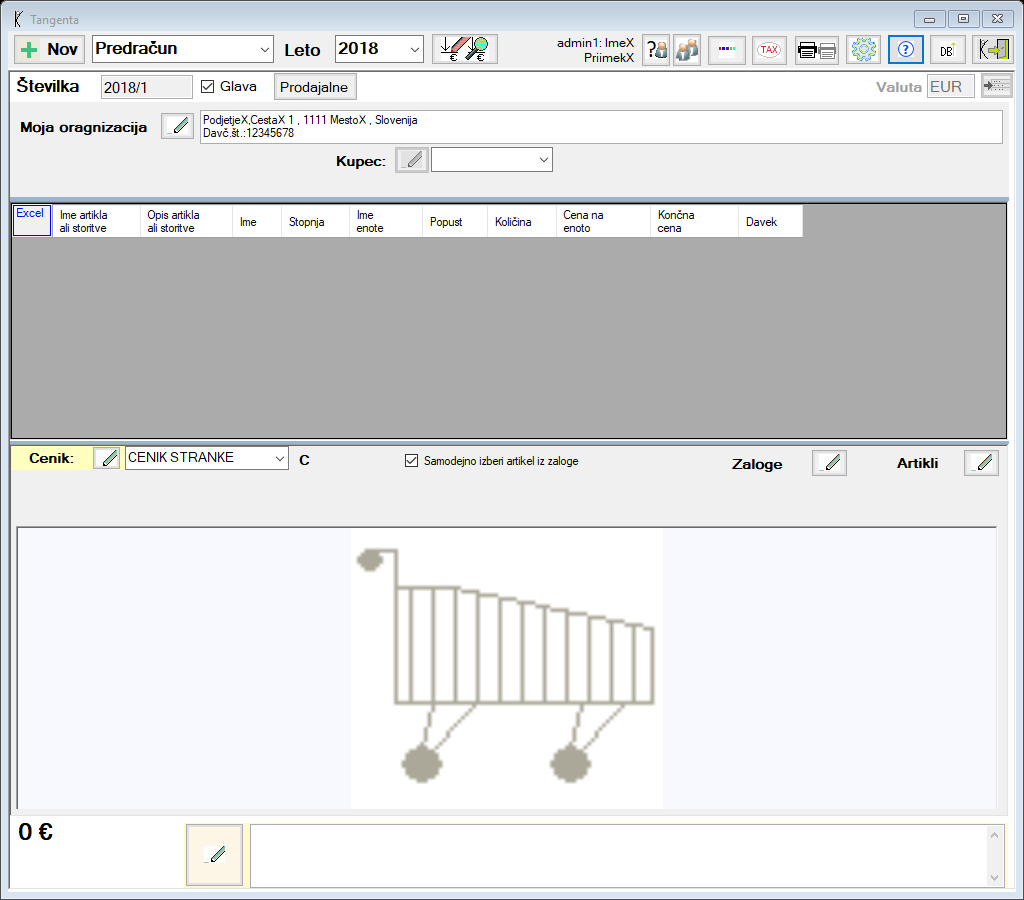 Tangenta
Nov
Predračun
Leto
2018
admin1: ImeX
PriimekX
TAX
DB
Številka
2018/1
Glava
Prodajalne
Valuta
EUR
Moja oragnizacija
PodjetjeX,CestaX 1 , 1111 MestoX , Slovenija
Davč.št.:12345678
Kupec:
Excel
Ime artikla
ali storitve
Opis artikla
ali storitve
Ime
Stopnja
Ime
enote
Popust
Količina
Cena na
enoto
Končna
cena
Davek
Cenik:
CENIK STRANKE
C
Samodejno izberi artikel iz zaloge
Zaloge
Artikli
0 €